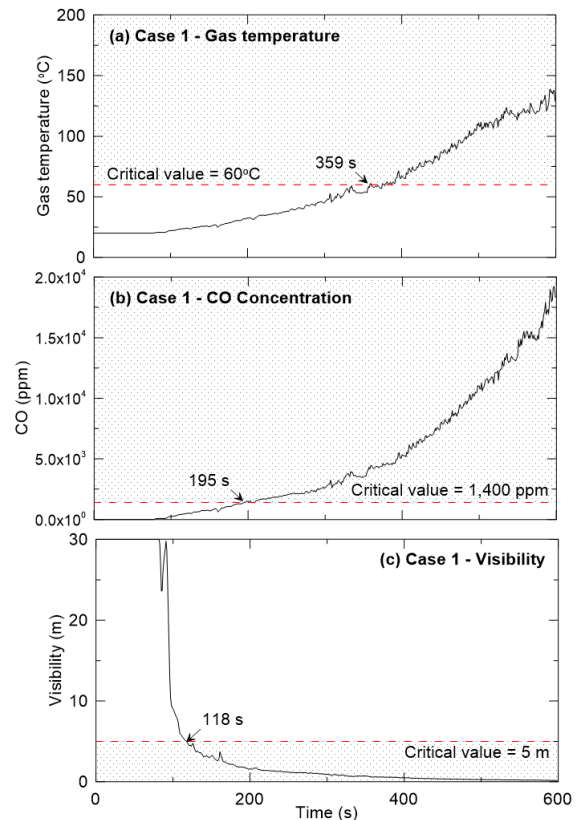 (a) Case 1 - Gas temperature
200
150
100
50
0
Gas temperature (°C)
Critical value = 60°C
359 s
(b) Case 1 - CO Concentration
2.0x10⁴
1.5x10⁴
1.0x10⁴
5.0x10³
0.0x10⁰
CO (ppm)
195 s
Critical value = 1,400 ppm
(c) Case 1 - Visibility
30
20
10
0
Visibility (m)
118 s
Critical value = 5 m
0 200 400 600
Time (s)